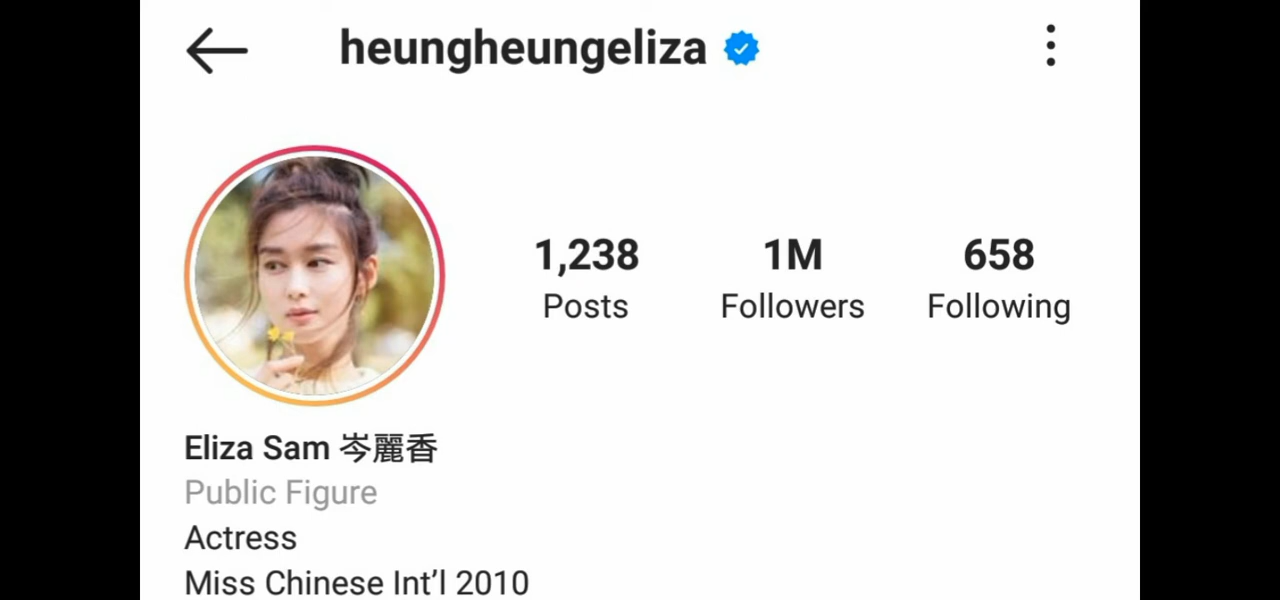 heungheungeliza
1,238 1M 658
Posts Followers Following
Eliza Sam 岑麗香
Public Figure
Actress
Miss Chinese Int'l 2010